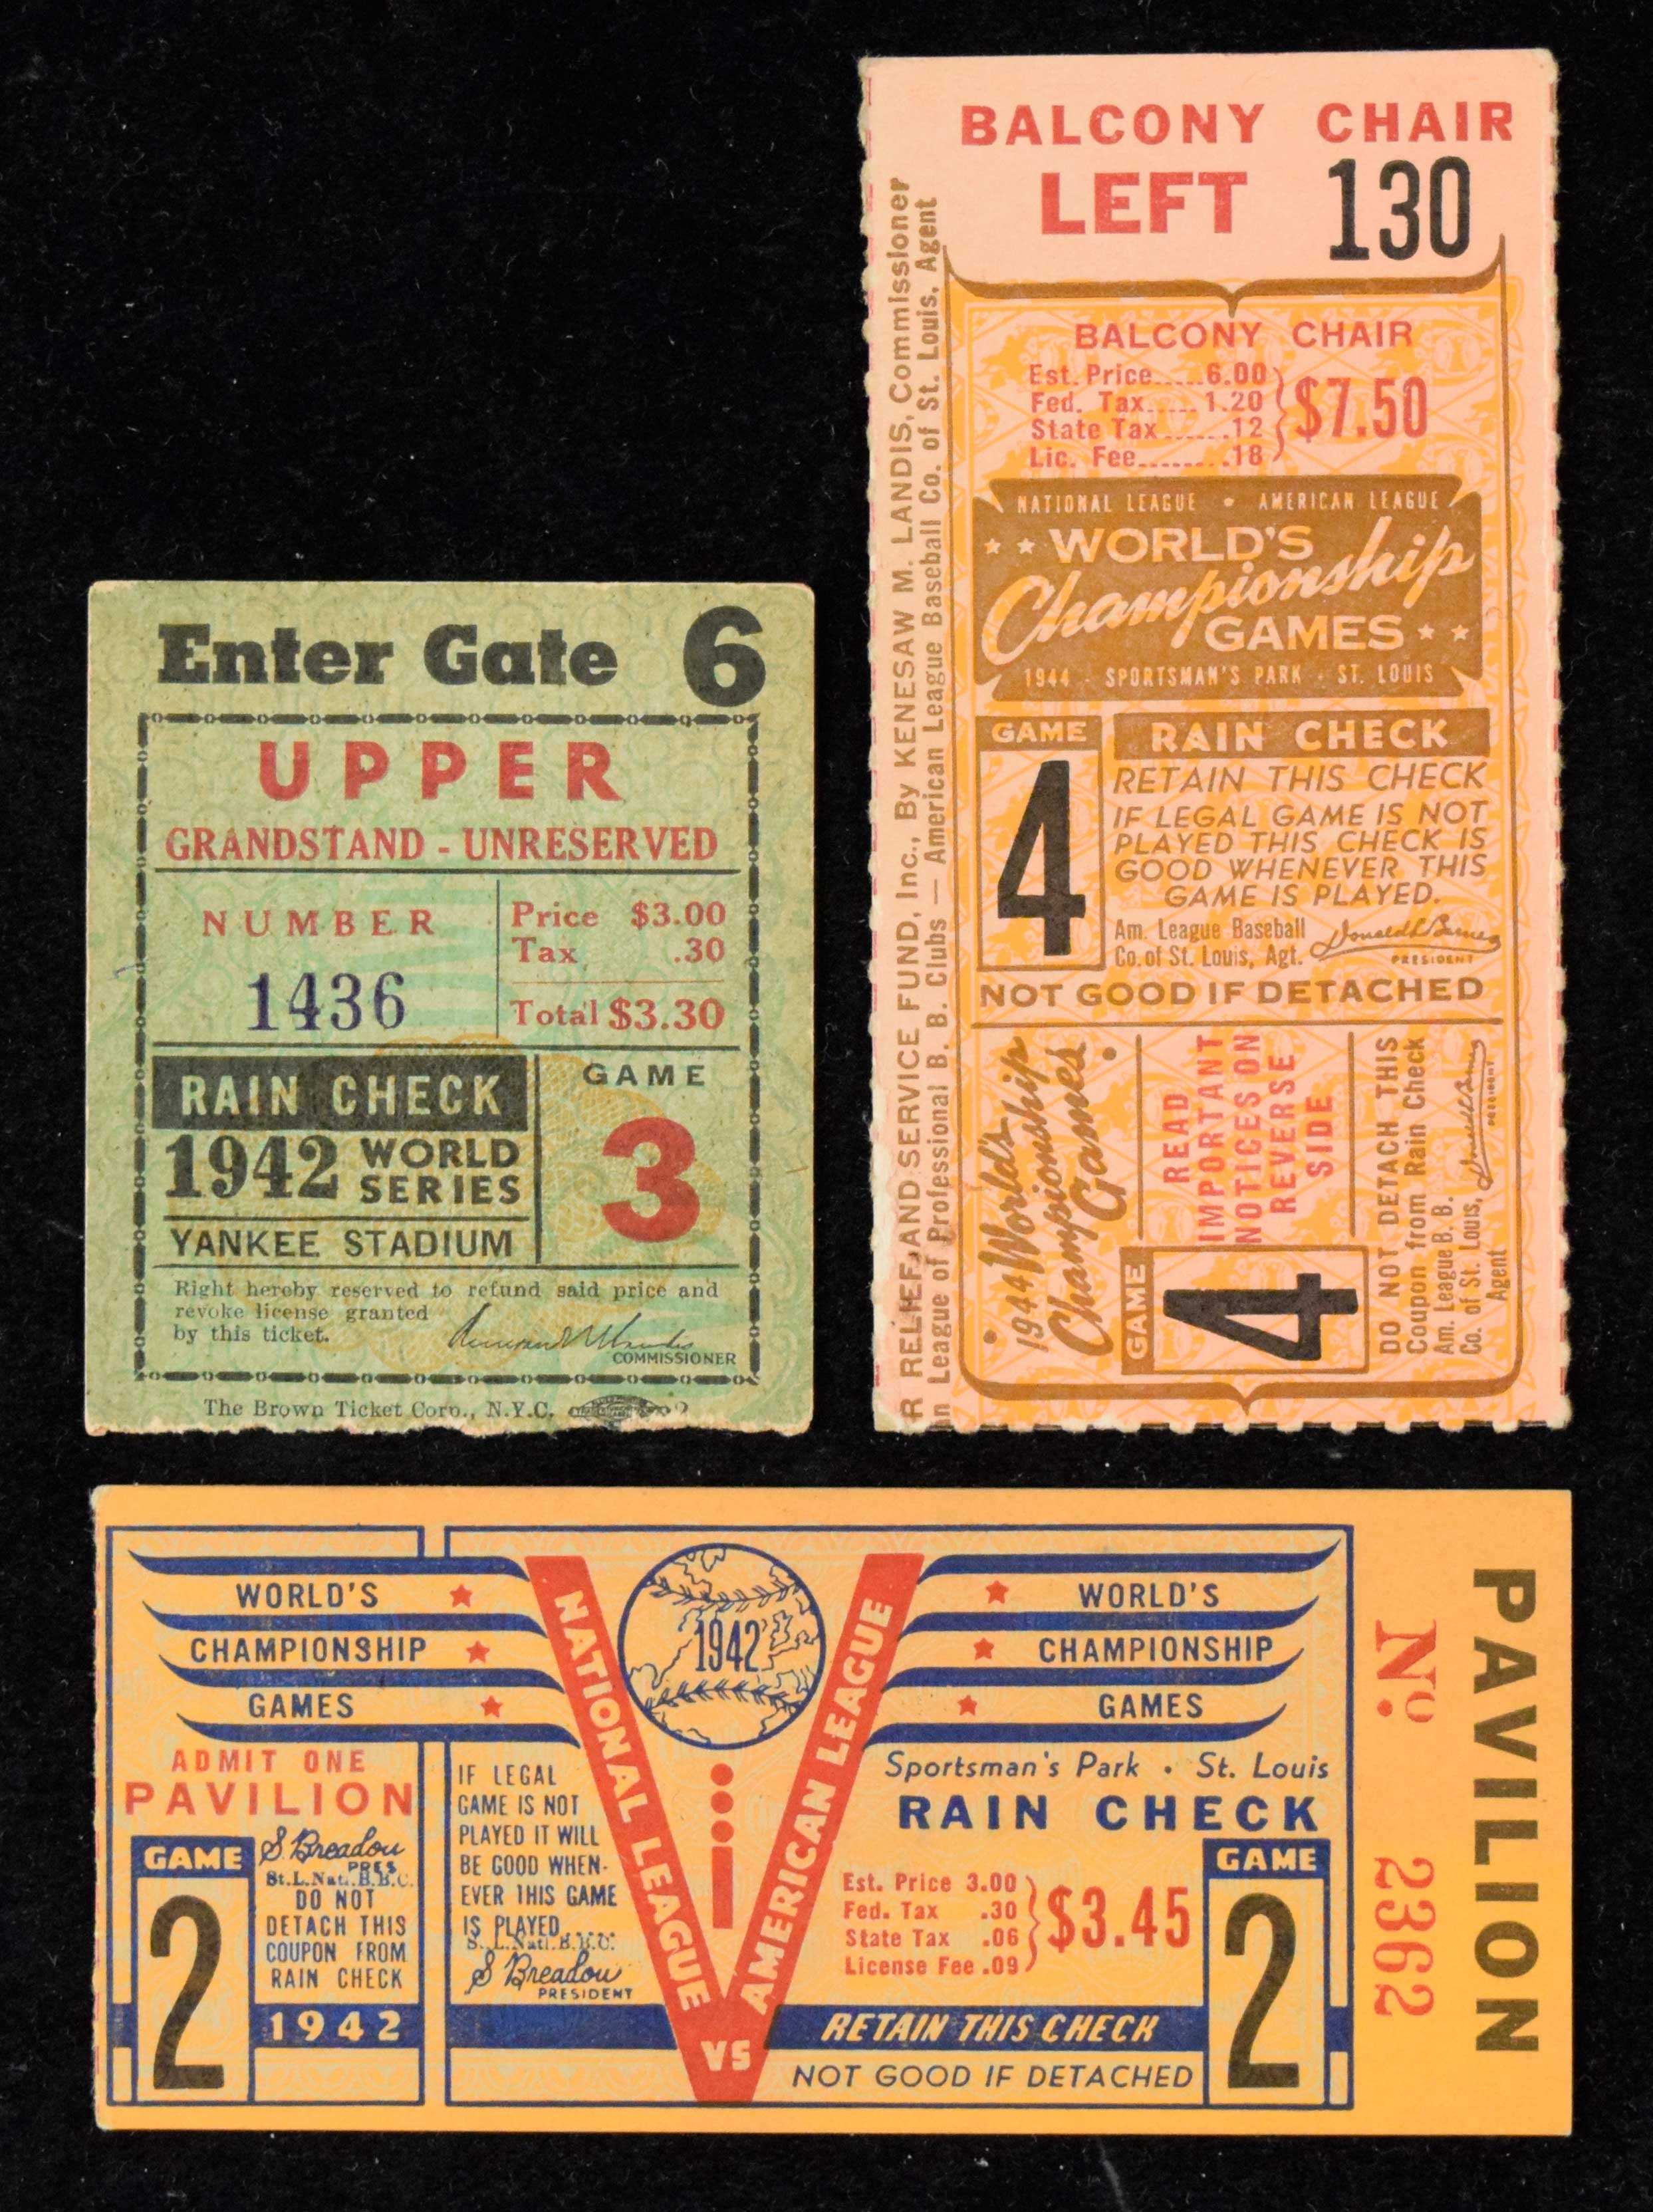 BALCONY CHAIR
LEFT 130
BALCONY CHAIR
Est. Price.....6.00
Fed. Tax.....1.20
State Tax.......12
Lic. Fee.........18
$7.50
NATIONAL LEAGUE • AMERICAN LEAGUE
WORLD'S
Championship
GAMES
1944 - SPORTSMAN'S PARK - ST. LOUIS
GAME
4
RAIN CHECK
RETAIN THIS CHECK
IF LEGAL GAME IS NOT
PLAYED THIS CHECK IS
GOOD WHENEVER THIS
GAME IS PLAYED.
Am. League Baseball
Co. of St. Louis, Agt.
Donald L Barnes
PRESIDENT
NOT GOOD IF DETACHED
1944 World's
Championship
Games
GAME
4
READ
IMPORTANT
NOTICES ON
REVERSE
SIDE
DO NOT DETACH THIS
Coupon from Rain Check
Am. League B. B.
Co. of St. Louis,
Agent
PRESIDENT
R RELIEF, AND SERVICE FUND, Inc., By KENESAW M. LANDIS, Commissioner
an League of Professional B. B. Clubs — American League Baseball Co. of St. Louis, Agent
Enter Gate 6
UPPER
GRANDSTAND - UNRESERVED
NUMBER
1436
Price $3.00
Tax .30
Total $3.30
RAIN CHECK
1942 WORLD
SERIES
YANKEE STADIUM
GAME
3
Right hereby reserved to refund said price and
revoke license granted
by this ticket.
COMMISSIONER
The Brown Ticket Corp., N.Y.C.
WORLD'S
CHAMPIONSHIP
GAMES
ADMIT ONE
PAVILION
GAME
2
S. Breadon
PRES
St.L.Nat.B.B.C.
DO NOT
DETACH THIS
COUPON FROM
RAIN CHECK
1942
IF LEGAL
GAME IS NOT
PLAYED IT WILL
BE GOOD WHEN-
EVER THIS GAME
IS PLAYED
S. Breadon
PRESIDENT
NATIONAL LEAGUE
VS
AMERICAN LEAGUE
1942
WORLD'S
CHAMPIONSHIP
GAMES
Sportsman's Park • St. Louis
RAIN CHECK
Est. Price 3.00
Fed. Tax .30
State Tax .06
License Fee .09
$3.45
GAME
2
RETAIN THIS CHECK
NOT GOOD IF DETACHED
No. 2362
PAVILION